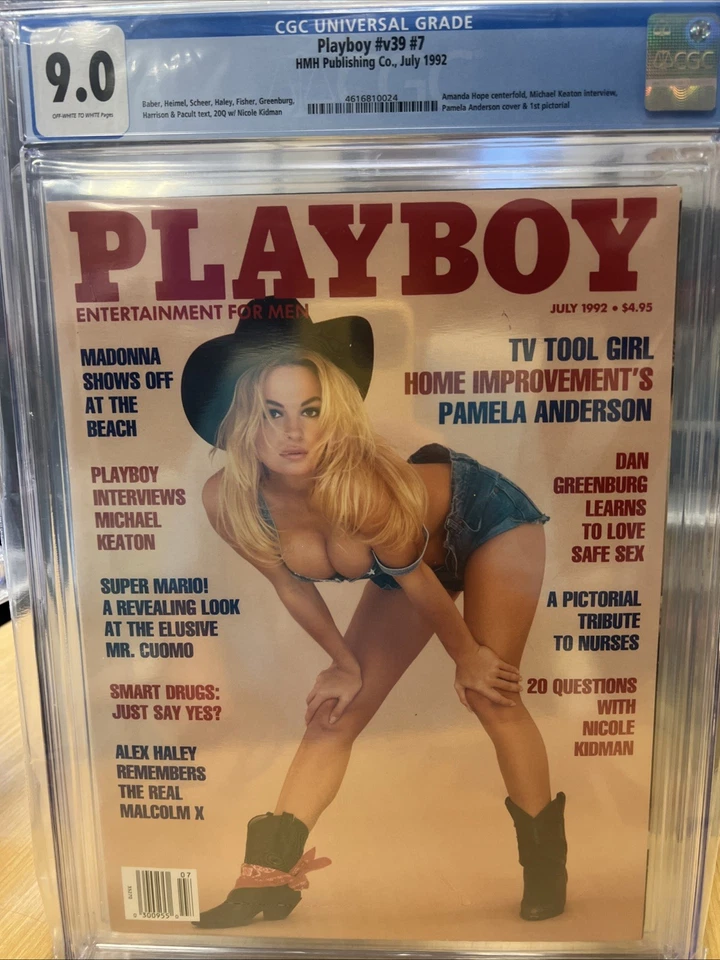 CGC UNIVERSAL GRADE
9.0
OFF-WHITE TO WHITE Pages
Playboy #v39 #7
HMH Publishing Co., July 1992
Baber, Heimel, Scheer, Haley, Fisher, Greenburg,
Harrison & Pacult text, 20Q w/ Nicole Kidman
4616810024
Amanda Hope centerfold, Michael Keaton interview,
Pamela Anderson cover & 1st pictorial
CGC
PLAYBOY
ENTERTAINMENT FOR MEN
JULY 1992 • $4.95
MADONNA
SHOWS OFF
AT THE
BEACH
PLAYBOY
INTERVIEWS
MICHAEL
KEATON
SUPER MARIO!
A REVEALING LOOK
AT THE ELUSIVE
MR. CUOMO
SMART DRUGS:
JUST SAY YES?
ALEX HALEY
REMEMBERS
THE REAL
MALCOLM X
TV TOOL GIRL
HOME IMPROVEMENT'S
PAMELA ANDERSON
DAN
GREENBURG
LEARNS
TO LOVE
SAFE SEX
A PICTORIAL
TRIBUTE
TO NURSES
20 QUESTIONS
WITH
NICOLE
KIDMAN
07